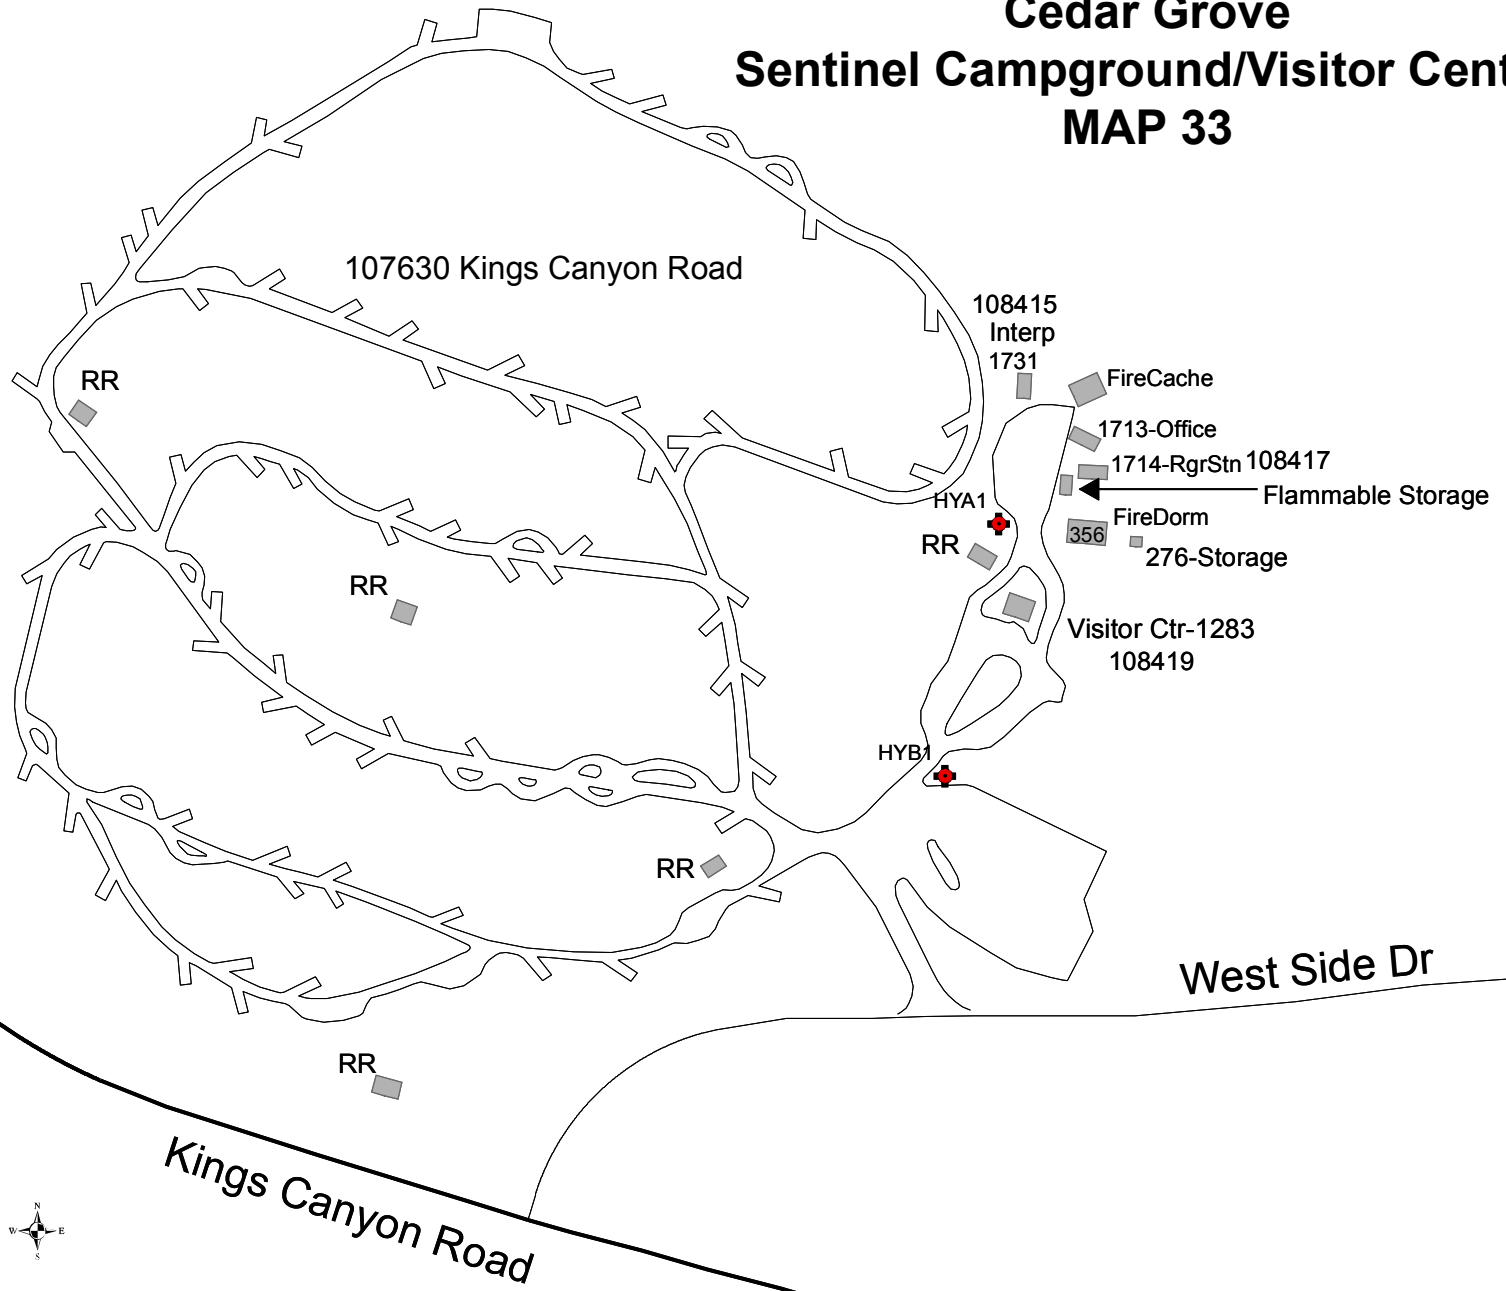 Cedar Grove
Sentinel Campground/Visitor Cent
MAP 33
107630 Kings Canyon Road
108415
Interp
1731
FireCache
RR
1713-Office
1714-RgrStn 108417
Flammable Storage
HYA1
FireDorm
356
RR
276-Storage
RR
Visitor Ctr-1283
108419
HYB1
RR
West Side Dr
RR
Kings Canyon Road
N
W E
S